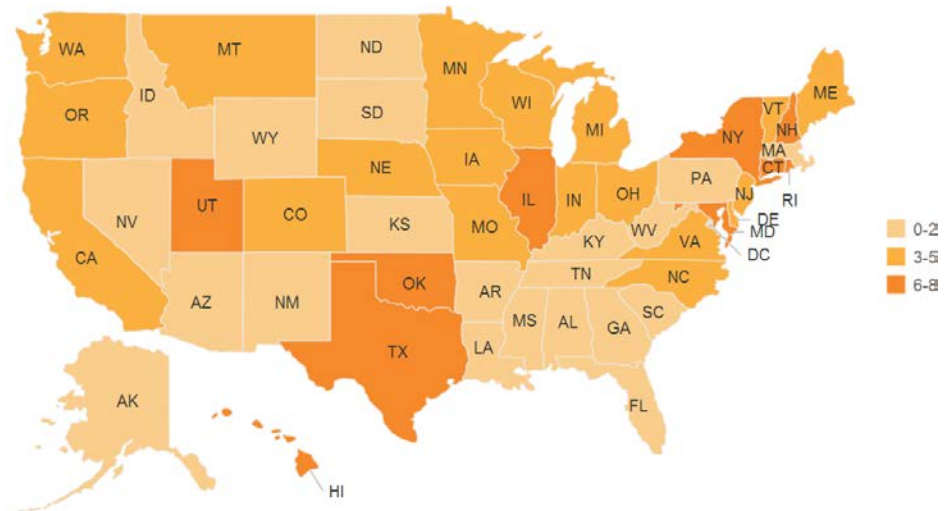 WA
MT
ND
MN
ME
VT
NH
ID
OR
SD
WI
MI
NY
MA
CT
RI
WY
NE
IA
PA
NJ
NV
UT
CO
IL
IN
OH
DE
MD
DC
CA
KS
MO
KY
WV
VA
NC
TN
AZ
NM
OK
AR
SC
MS
AL
GA
TX
LA
FL
AK
HI
0-2
3-5
6-8